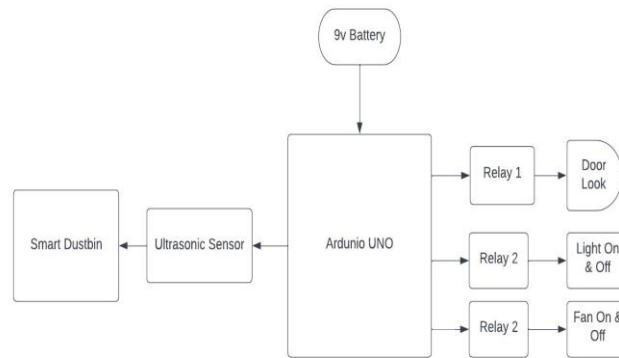 9v Battery
Relay 1
Door
Look
Smart Dustbin
Ultrasonic Sensor
Ardunio UNO
Relay 2
Light On
& Off
Relay 2
Fan On &
Off